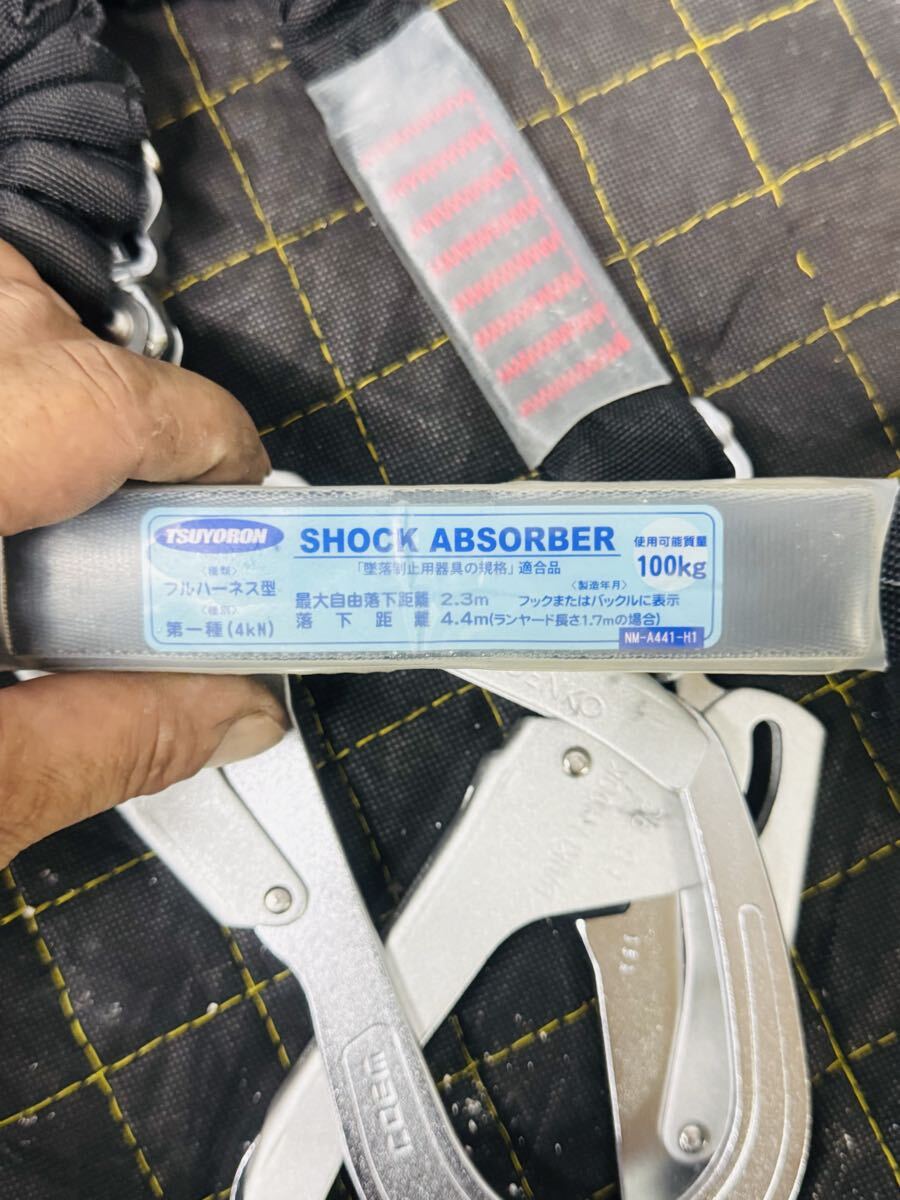 TSUYORON
SHOCK ABSORBER
使用可能質量
100kg
「墜落制止用器具の規格」適合品
〈種類〉
フルハーネス型
〈種別〉
第一種(4kN)
最大自由落下距離 2.3m
〈製造年月〉
フックまたはバックルに表示
落下距離 4.4m(ランヤード長さ1.7mの場合)
NM-A441-H1